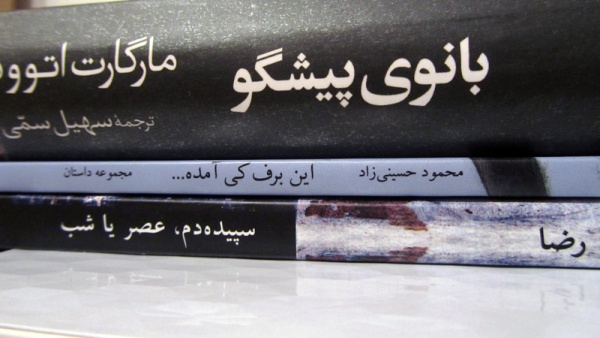 بانوی پیشگو مارگارت اتوو
ترجمهٔ سهیل سمّی
محمود حسینی‌زاد این برف کی آمده... مجموعه داستان
رضا سپیده‌دم، عصر یا شب